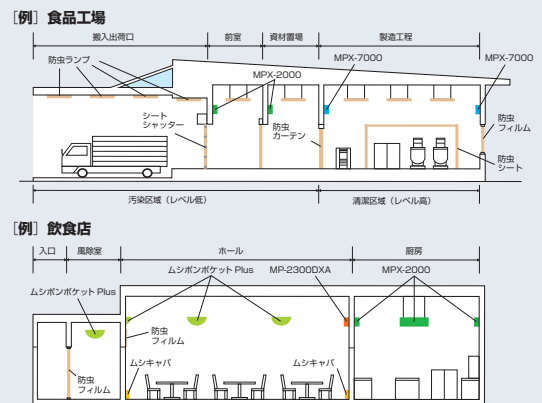 ［例］食品工場
搬入出荷口
前室
資材置場
製造工程
防虫ランプ
MPX-2000
MPX-7000
MPX-7000
シート
シャッター
防虫
カーテン
防虫
フィルム
防虫
シート
汚染区域（レベル低）
清潔区域（レベル高）
［例］飲食店
入口
風除室
ホール
厨房
ムシポンポケット Plus
ムシポンポケット Plus
MP-2300DXA
MPX-2000
防虫
フィルム
ムシキャパ
ムシキャパ
防虫
フィルム